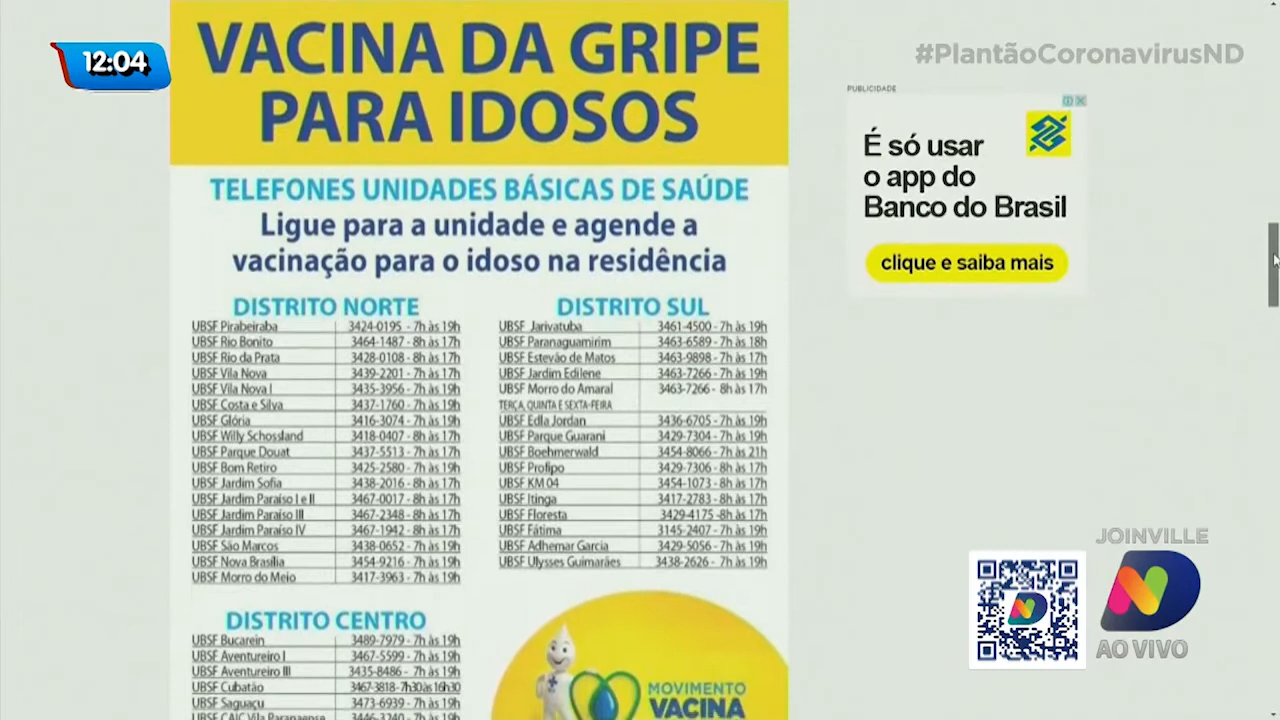 12:04
#PlantãoCoronavirusND
VACINA DA GRIPE
PARA IDOSOS
TELEFONES UNIDADES BÁSICAS DE SAÚDE
Ligue para a unidade e agende a
vacinação para o idoso na residência
DISTRITO NORTE
UBSF Pirabeiraba 3424-0195 - 7h às 19h
UBSF Rio Bonito 3464-1487 - 8h às 17h
UBSF Rio da Prata 3428-0108 - 8h às 17h
UBSF Vila Nova 3439-2201 - 7h às 17h
UBSF Vila Nova I 3435-3956 - 7h às 19h
UBSF Costa e Silva 3437-1760 - 7h às 19h
UBSF Glória 3416-3074 - 7h às 19h
UBSF Willy Schossland 3418-0407 - 8h às 17h
UBSF Parque Douat 3437-5513 - 7h às 17h
UBSF Bom Retiro 3425-2580 - 7h às 19h
UBSF Jardim Sofia 3438-2016 - 8h às 17h
UBSF Jardim Paraíso I e II 3467-0017 - 8h às 17h
UBSF Jardim Paraíso III 3467-2348 - 8h às 17h
UBSF Jardim Paraíso IV 3467-1942 - 8h às 17h
UBSF São Marcos 3438-0652 - 7h às 19h
UBSF Nova Brasília 3454-9216 - 7h às 19h
UBSF Morro do Meio 3417-3963 - 7h às 19h
DISTRITO SUL
UBSF Jarivatuba 3461-4500 - 7h às 19h
UBSF Paranaguamirim 3463-6589 - 7h às 18h
UBSF Estevão de Matos 3463-9898 - 7h às 17h
UBSF Jardim Edilene 3463-7266 - 7h às 19h
UBSF Morro do Amaral 3463-7266 - 8h às 17h
TERÇA, QUINTA E SEXTA-FEIRA
UBSF Edla Jordan 3436-6705 - 7h às 19h
UBSF Parque Guarani 3429-7304 - 7h às 19h
UBSF Boehmerwald 3454-8066 - 7h às 21h
UBSF Profipo 3429-7306 - 8h às 17h
UBSF KM 04 3454-1073 - 8h às 17h
UBSF Itinga 3417-2783 - 8h às 17h
UBSF Floresta 3429-4175 -8h às 17h
UBSF Fátima 3145-2407 - 7h às 19h
UBSF Adhemar Garcia 3429-5056 - 7h às 19h
UBSF Ulysses Guimarães 3438-2626 - 7h às 19h
DISTRITO CENTRO
UBSF Bucarein 3489-7979 - 7h às 19h
UBSF Aventureiro I 3467-5599 - 7h às 19h
UBSF Aventureiro III 3435-8486 - 7h às 19h
UBSF Cubatão 3467-3818 - 7h30 às 16h30
UBSF Saguaçu 3473-6939 - 7h às 19h
UBSF CAIC Vila Paranaense 3446-3240 - 7h às 19h
MOVIMENTO
VACINA
PUBLICIDADE
É só usar
o app do
Banco do Brasil
clique e saiba mais
JOINVILLE
ND
AO VIVO